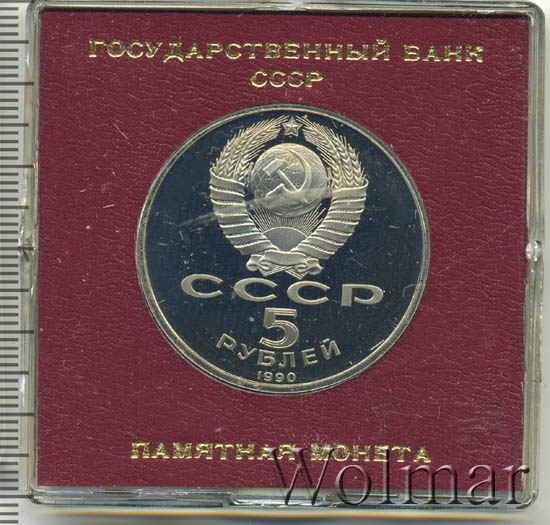 ГОСУДАРСТВЕННЫЙ БАНК
СССР
СССР
5
РУБЛЕЙ
1990
ПАМЯТНАЯ МОНЕТА
Wolmar